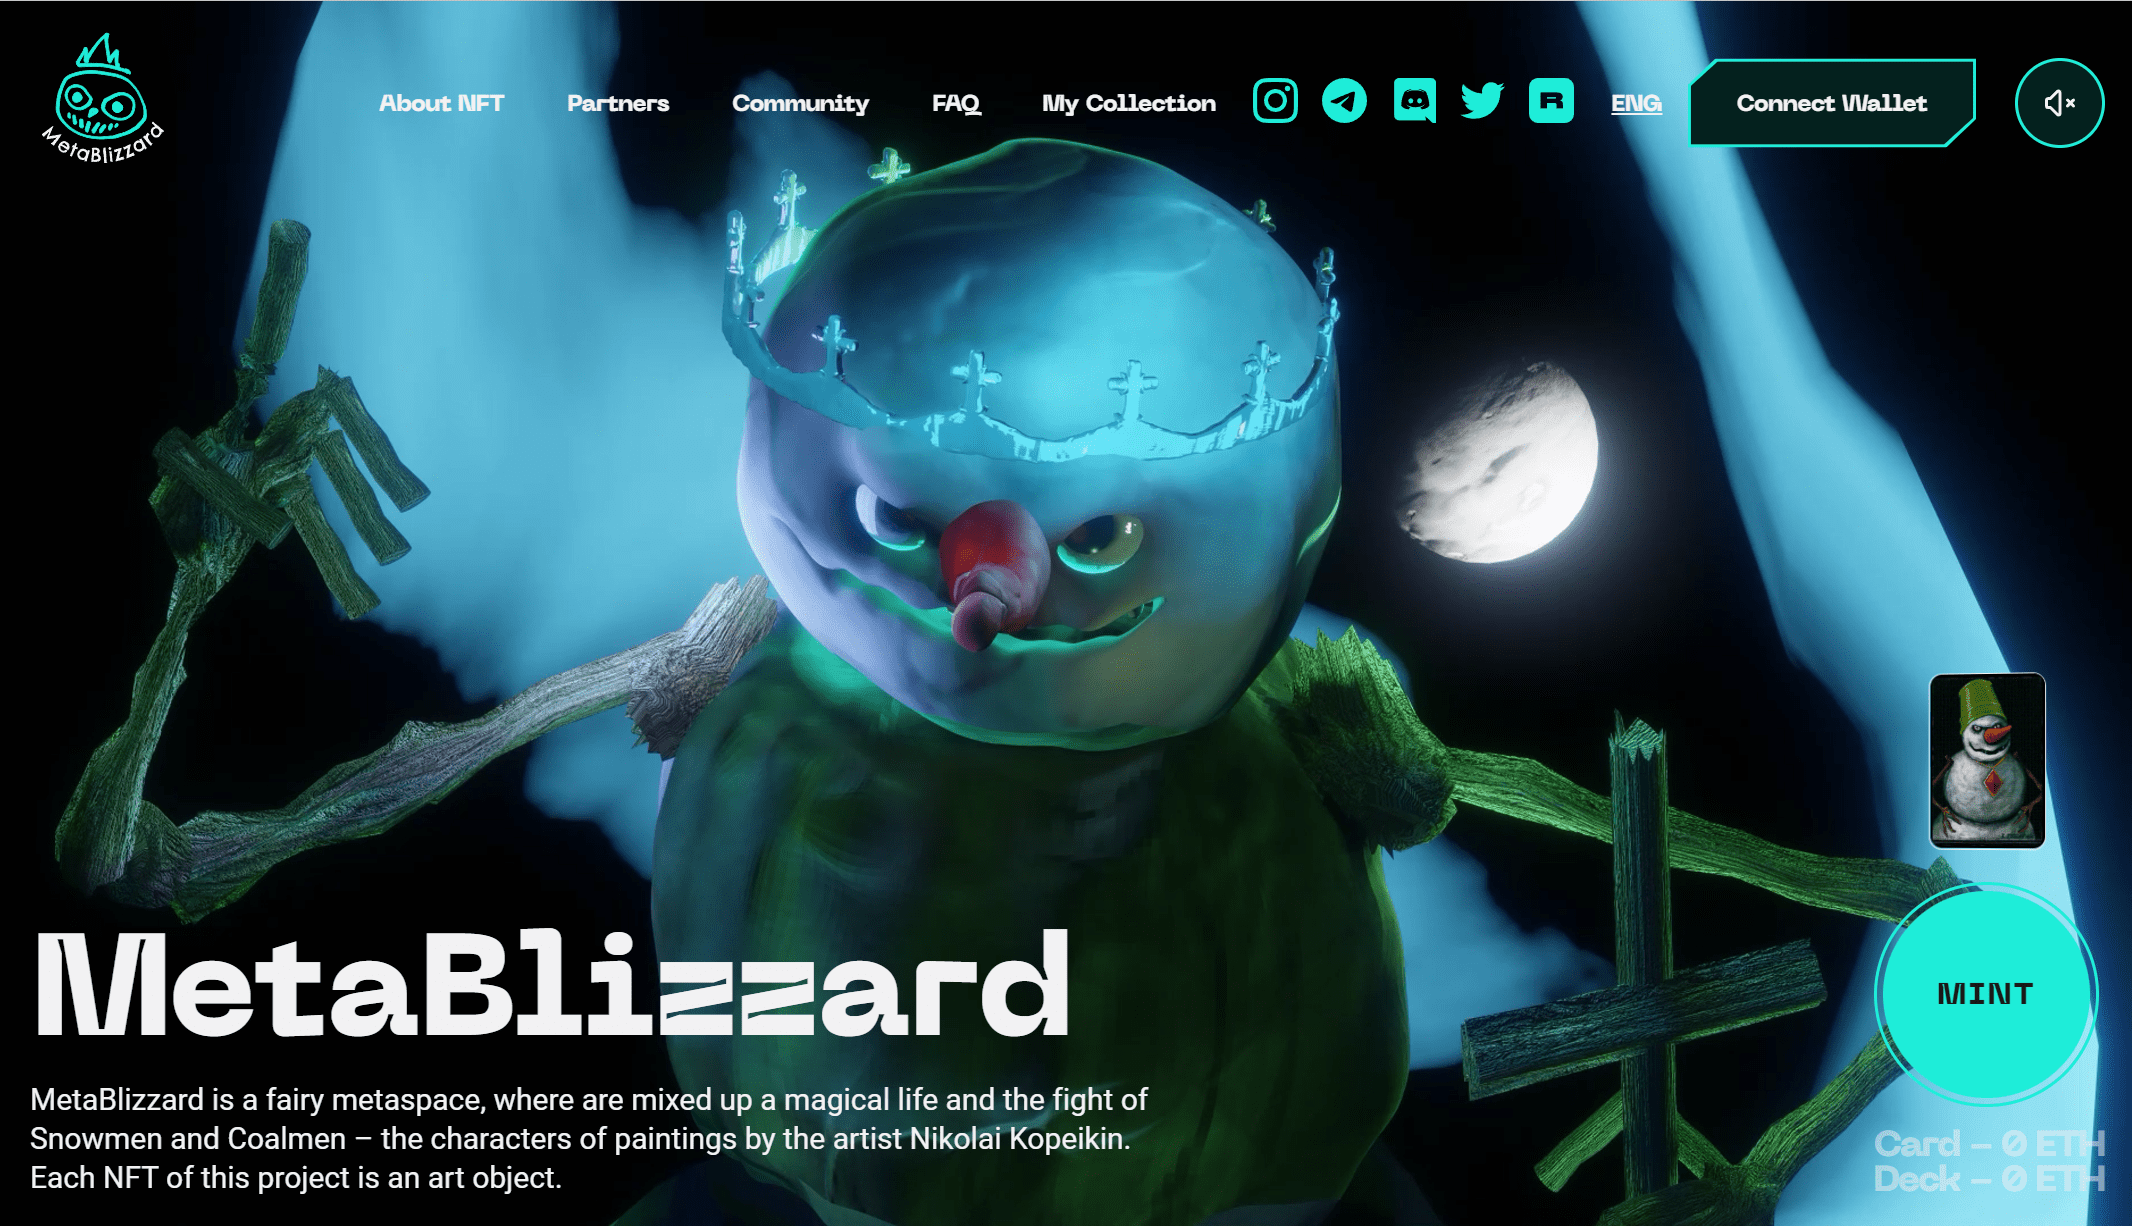 MetaBlizzard
About NFT
Partners
Community
FAQ
My Collection
R
ENG
Connect Wallet
MINT
MetaBlizzard
MetaBlizzard is a fairy metaspace, where are mixed up a magical life and the fight of
Snowmen and Coalmen – the characters of paintings by the artist Nikolai Kopeikin.
Each NFT of this project is an art object.
Card – 0 ETH
Deck – 0 ETH